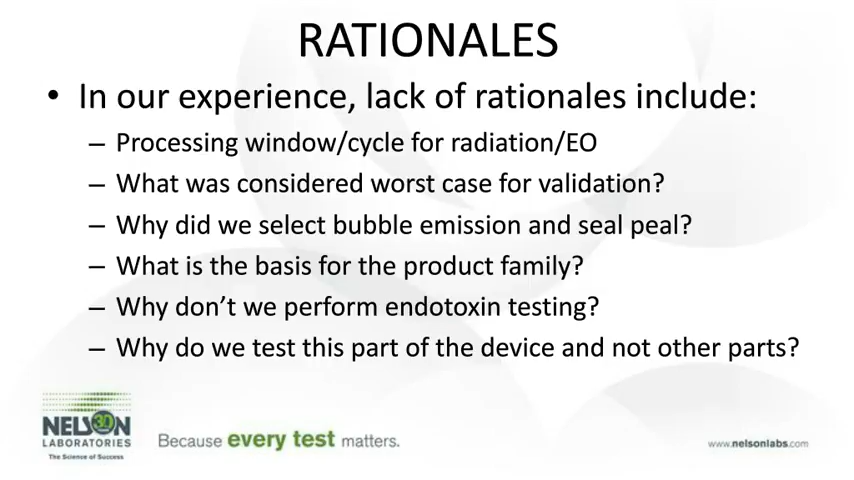 RATIONALES
• In our experience, lack of rationales include:
– Processing window/cycle for radiation/EO
– What was considered worst case for validation?
– Why did we select bubble emission and seal peal?
– What is the basis for the product family?
– Why don't we perform endotoxin testing?
– Why do we test this part of the device and not other parts?
NELSON
30
LABORATORIES
The Science of Success
Because every test matters.
www.nelsonlabs.com